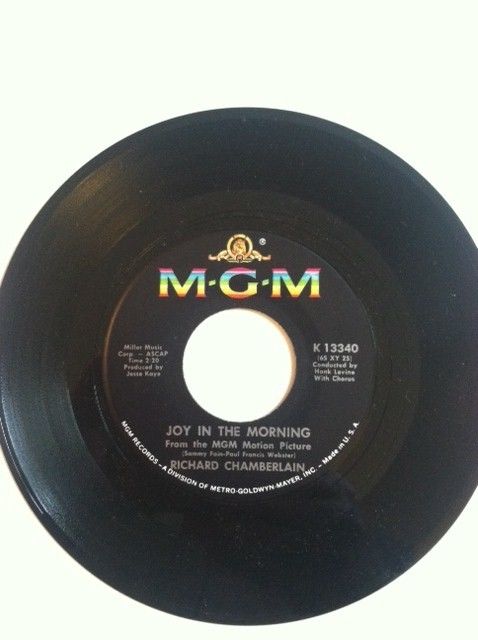 ®
M-G-M
Miller Music
Corp. - ASCAP
Time 2:20
Produced by
Jesse Kaye
K 13340
(65 XY 25)
Conducted by
Hank Levine
With Chorus
JOY IN THE MORNING
From the MGM Motion Picture
(Sammy Fain-Paul Francis Webster)
RICHARD CHAMBERLAIN
MGM RECORDS - A DIVISION OF METRO-GOLDWYN-MAYER, INC. - Made in U.S.A.